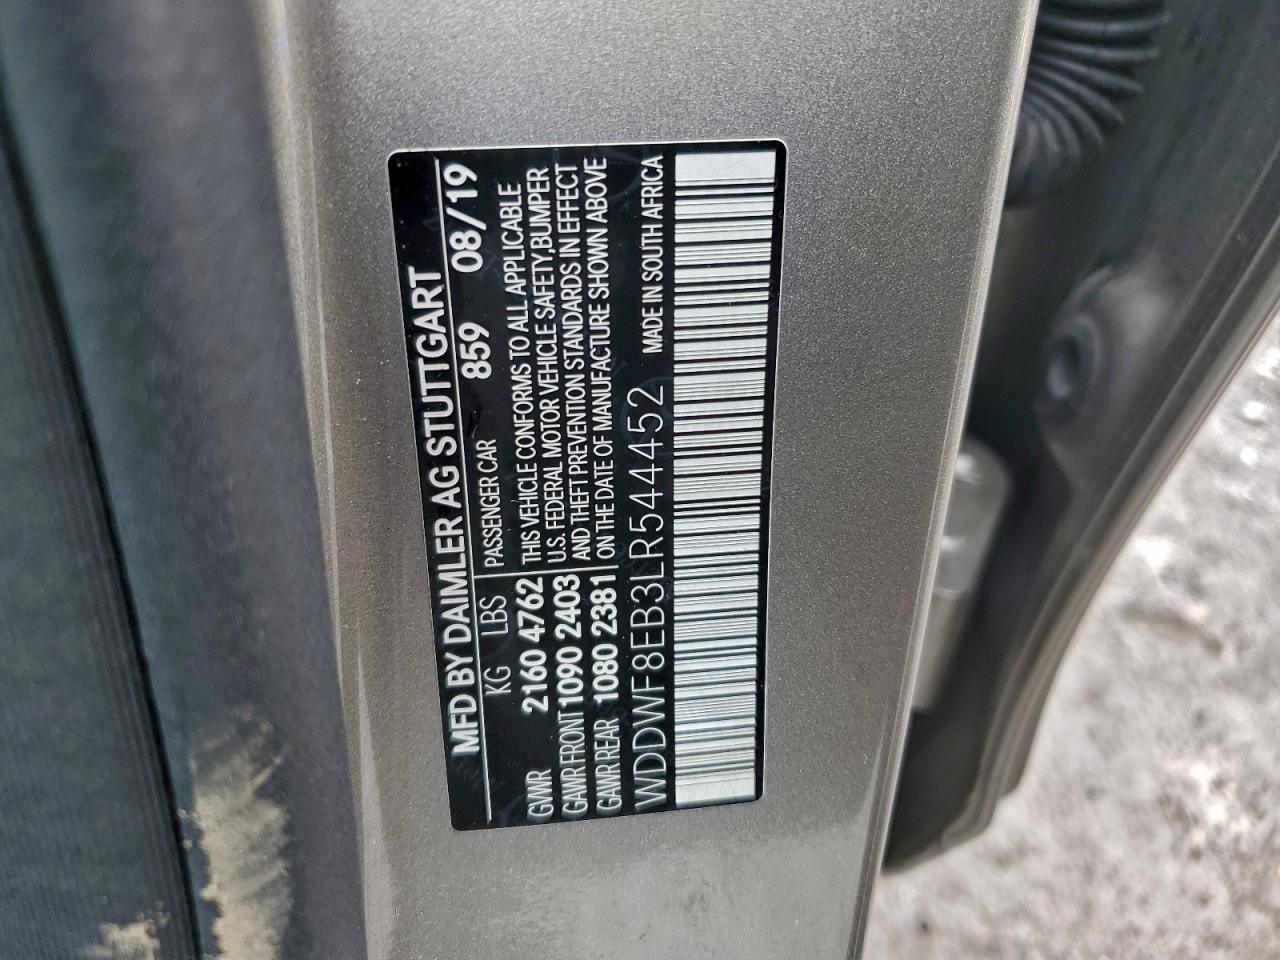 MFD BY DAIMLER AG STUTTGART
KG LBS PASSENGER CAR 859 08/19
GVWR 2160 4762 THIS VEHICLE CONFORMS TO ALL APPLICABLE
GAWR FRONT 1090 2403 U.S. FEDERAL MOTOR VEHICLE SAFETY,BUMPER
GAWR REAR 1080 2381 AND THEFT PREVENTION STANDARDS IN EFFECT
ON THE DATE OF MANUFACTURE SHOWN ABOVE
WDDWF8EB3LR544452 MADE IN SOUTH AFRICA